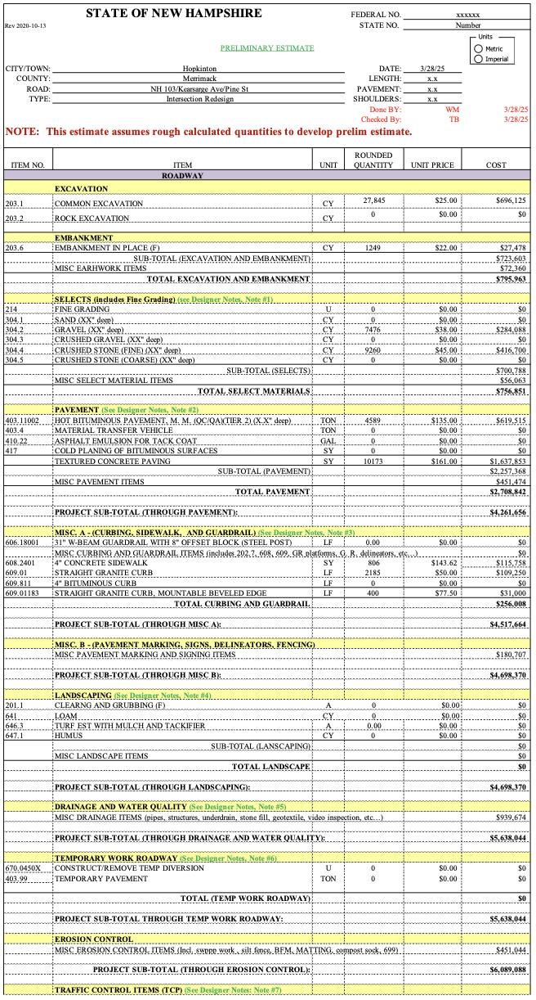 STATE OF NEW HAMPSHIRE
FEDERAL NO. xxxxxx
Rev 2020-10-13
STATE NO. Number
Units
PRELIMINARY ESTIMATE
Metric
Imperial
CITY/TOWN: Hopkinton DATE: 3/28/25
COUNTY: Merrimack LENGTH: x.x
ROAD: NH 103/Kearsarge Ave/Pine St PAVEMENT: x.x
TYPE: Intersection Redesign SHOULDERS: x.x
Done BY: WM 3/28/25
Checked By: TB 3/28/25
NOTE: This estimate assumes rough calculated quantities to develop prelim estimate.
ITEM NO. ITEM UNIT ROUNDED QUANTITY UNIT PRICE COST
ROADWAY
EXCAVATION
203.1 COMMON EXCAVATION CY 27,845 $25.00 $696,125
203.2 ROCK EXCAVATION CY 0 $0.00 $0
EMBANKMENT
203.6 EMBANKMENT IN PLACE (F) CY 1249 $22.00 $27,478
SUB-TOTAL (EXCAVATION AND EMBANKMENT) $723,603
MISC EARHWORK ITEMS $72,360
TOTAL EXCAVATION AND EMBANKMENT $795,963
SELECTS (includes Fine Grading) (see Designer Notes, Note #1)
214 FINE GRADING U 0 $0.00 $0
304.1 SAND (XX" deep) CY 0 $0.00 $0
304.2 GRAVEL (XX" deep) CY 7476 $38.00 $284,088
304.3 CRUSHED GRAVEL (XX" deep) CY 0 $0.00 $0
304.4 CRUSHED STONE (FINE) (XX" deep) CY 9260 $45.00 $416,700
304.5 CRUSHED STONE (COARSE) (XX" deep) CY 0 $0.00 $0
SUB-TOTAL (SELECTS) $700,788
MISC SELECT MATERIAL ITEMS $56,063
TOTAL SELECT MATERIALS $756,851
PAVEMENT (See Designer Notes, Note #2)
403.11002 HOT BITUMINOUS PAVEMENT, M. M. (QC/QA)(TIER 2) (X.X" deep) TON 4589 $135.00 $619,515
403.4 MATERIAL TRANSFER VEHICLE TON 0 $0.00 $0
410.22 ASPHALT EMULSION FOR TACK COAT GAL 0 $0.00 $0
417 COLD PLANING OF BITUMINOUS SURFACES SY 0 $0.00 $0
TEXTURED CONCRETE PAVING SY 10173 $161.00 $1,637,853
SUB-TOTAL (PAVEMENT) $2,257,368
MISC PAVEMENT ITEMS $451,474
TOTAL PAVEMENT $2,708,842
PROJECT SUB-TOTAL (THROUGH PAVEMENT): $4,261,656
MISC. A - (CURBING, SIDEWALK, AND GUARDRAIL) (See Designer Notes, Note #3)
606.18001 31" W-BEAM GUARDRAIL WITH 8" OFFSET BLOCK (STEEL POST) LF 0.00 $0.00 $0
MISC CURBING AND GUARDRAIL ITEMS (includes 202.7, 608, 609, GR platforms, G. R. delineators, etc...) $0
608.2401 4" CONCRETE SIDEWALK SY 806 $143.62 $115,758
609.01 STRAIGHT GRANITE CURB LF 2185 $50.00 $109,250
609.811 4" BITUMINOUS CURB LF 0 $0.00 $0
609.01183 STRAIGHT GRANITE CURB, MOUNTABLE BEVELED EDGE LF 400 $77.50 $31,000
TOTAL CURBING AND GUARDRAIL $256,008
PROJECT SUB-TOTAL (THROUGH MISC A): $4,517,664
MISC. B - (PAVEMENT MARKING, SIGNS, DELINEATORS, FENCING)
MISC PAVEMENT MARKING AND SIGNING ITEMS $180,707
PROJECT SUB-TOTAL (THROUGH MISC B): $4,698,370
LANDSCAPING (See Designer Notes, Note #4)
201.1 CLEARNG AND GRUBBING (F) A 0 $0.00 $0
641 LOAM CY 0 $0.00 $0
646.3 TURF EST WITH MULCH AND TACKIFIER A 0.00 $0.00 $0
647.1 HUMUS CY 0 $0.00 $0
SUB-TOTAL (LANSCAPING) $0
MISC LANDSCAPE ITEMS $0
TOTAL LANDSCAPE $0
PROJECT SUB-TOTAL (THROUGH LANDSCAPING): $4,698,370
DRAINAGE AND WATER QUALITY (See Designer Notes, Note #5)
MISC DRAINAGE ITEMS (pipes, structures, underdrain, stone fill, geotextile, video inspection, etc...) $939,674
PROJECT SUB-TOTAL (THROUGH DRAINAGE AND WATER QUALITY): $5,638,044
TEMPORARY WORK ROADWAY (See Designer Notes, Note #6)
670.0450X CONSTRUCT/REMOVE TEMP DIVERSION U 0 $0.00 $0
403.99 TEMPORARY PAVEMENT TON 0 $0.00 $0
TOTAL (TEMP WORK ROADWAY) $0
PROJECT SUB-TOTAL THROUGH TEMP WORK ROADWAY: $5,638,044
EROSION CONTROL
MISC EROSION CONTROL ITEMS (Incl. swppp work , silt fence, BFM, MATTING, compost sock, 699) $451,044
PROJECT SUB-TOTAL (THROUGH EROSION CONTROL): $6,089,088
TRAFFIC CONTROL ITEMS (TCP) (See Designer Notes: Note #7)